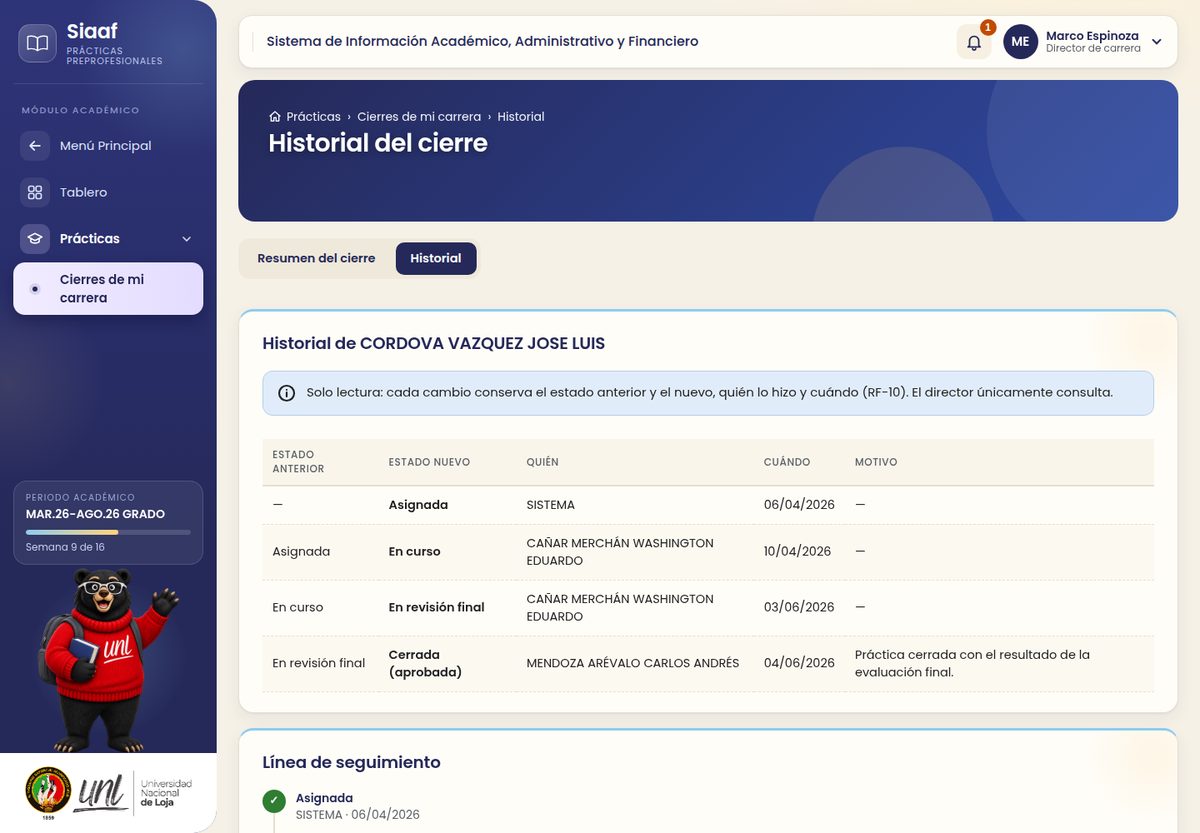 Siaaf
PRÁCTICAS
PREPROFESIONALES
MÓDULO ACADÉMICO
Menú Principal
Tablero
Prácticas
Cierres de mi
carrera
PERIODO ACADÉMICO
MAR.26-AGO.26 GRADO
Semana 9 de 16
unl
1859
unl
Universidad
Nacional
de Loja
Sistema de Información Académico, Administrativo y Financiero
1
ME
Marco Espinoza
Director de carrera
Prácticas › Cierres de mi carrera › Historial
Historial del cierre
Resumen del cierre
Historial
Historial de CORDOVA VAZQUEZ JOSE LUIS
Solo lectura: cada cambio conserva el estado anterior y el nuevo, quién lo hizo y cuándo (RF-10). El director únicamente consulta.
ESTADO
ANTERIOR
ESTADO NUEVO
QUIÉN
CUÁNDO
MOTIVO
— Asignada SISTEMA 06/04/2026 —
Asignada En curso CAÑAR MERCHÁN WASHINGTON
EDUARDO 10/04/2026 —
En curso En revisión final CAÑAR MERCHÁN WASHINGTON
EDUARDO 03/06/2026 —
En revisión final Cerrada
(aprobada) MENDOZA ARÉVALO CARLOS ANDRÉS 04/06/2026 Práctica cerrada con el resultado de la
evaluación final.
Línea de seguimiento
Asignada
SISTEMA · 06/04/2026